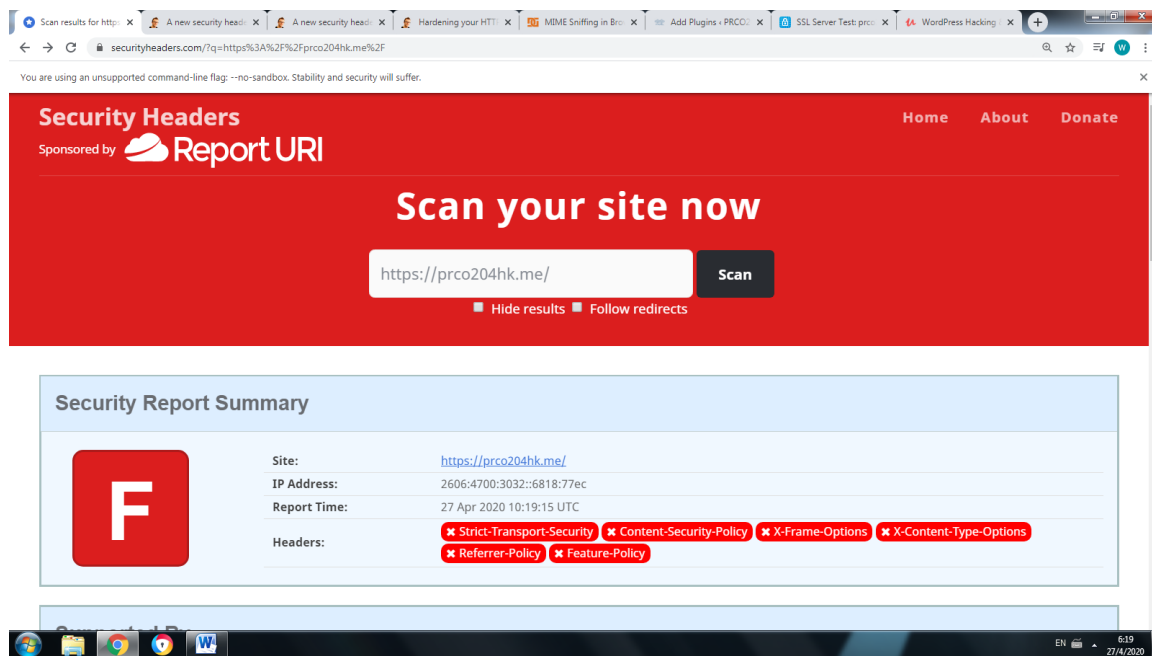 Scan results for http: A new security heade A new security heade Hardening your HTT MIME Sniffing in Bro Add Plugins ‹ PRCO2 SSL Server Test: prco WordPress Hacking
securityheaders.com/?q=https%3A%2F%2Fprco204hk.me%2F W
You are using an unsupported command-line flag: --no-sandbox. Stability and security will suffer.
Security Headers Home About Donate
Sponsored by Report URI
Scan your site now
https://prco204hk.me/ Scan
Hide results Follow redirects
Security Report Summary
F
Site: https://prco204hk.me/
IP Address: 2606:4700:3032::6818:77ec
Report Time: 27 Apr 2020 10:19:15 UTC
Headers: Strict-Transport-Security Content-Security-Policy X-Frame-Options X-Content-Type-Options
Referrer-Policy Feature-Policy
EN 6:19
27/4/2020